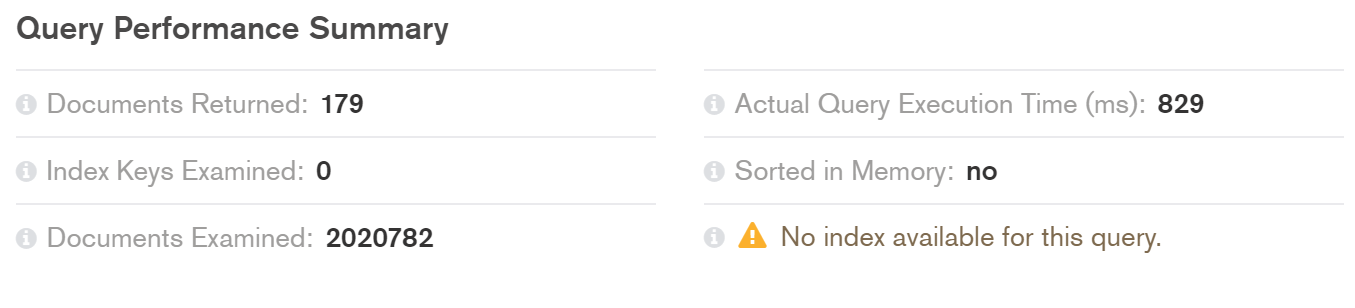 Query Performance Summary
Documents Returned: 179
Actual Query Execution Time (ms): 829
Index Keys Examined: 0
Sorted in Memory: no
Documents Examined: 2020782
No index available for this query.